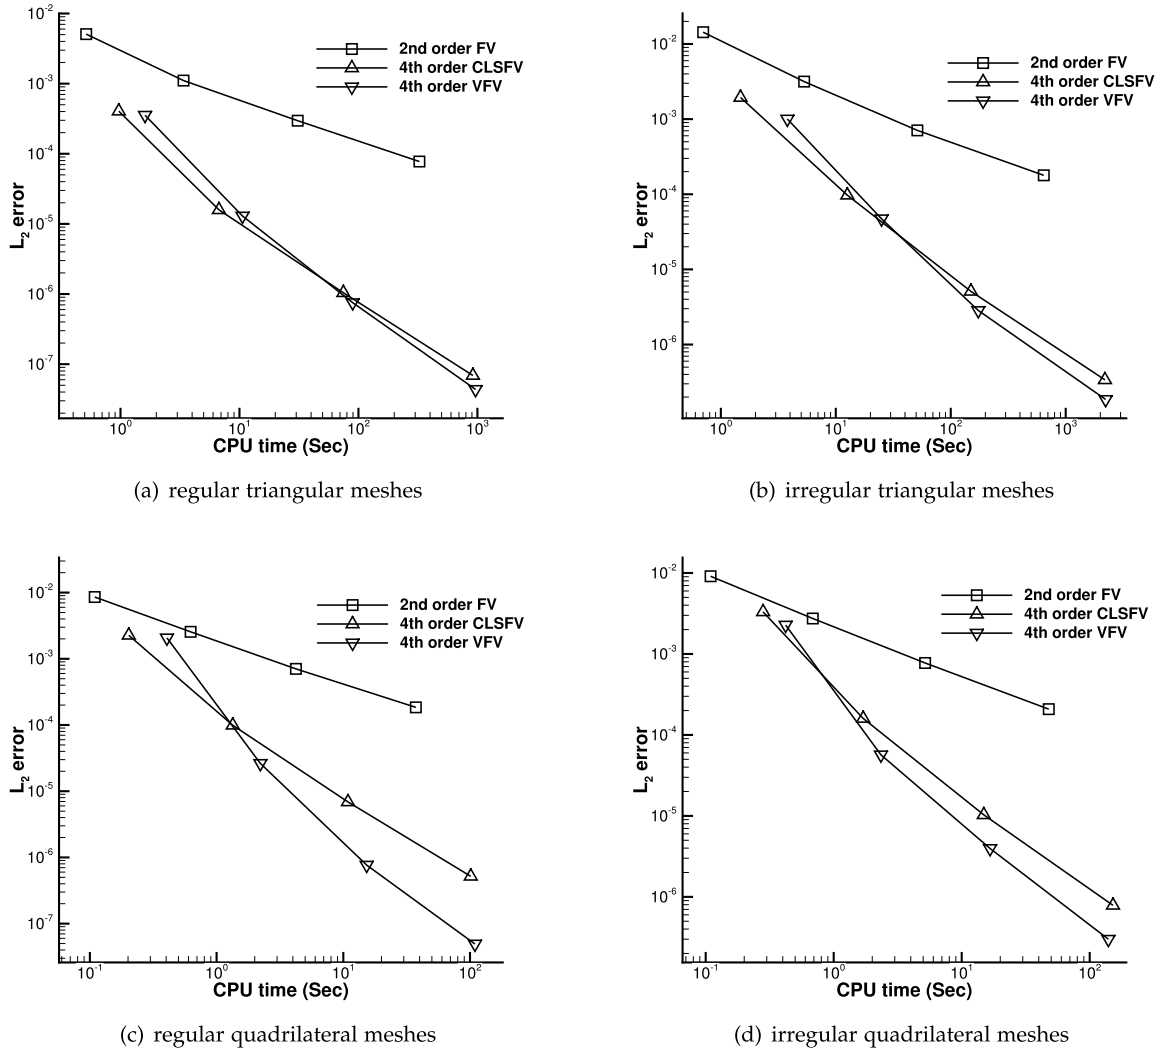 10^-2
10^-3
10^-4
10^-5
10^-6
10^-7
L2 error
2nd order FV
4th order CLSFV
4th order VFV
10^0 10^1 10^2 10^3
CPU time (Sec)
(a) regular triangular meshes
10^-2
10^-3
10^-4
10^-5
10^-6
L2 error
2nd order FV
4th order CLSFV
4th order VFV
10^0 10^1 10^2 10^3
CPU time (Sec)
(b) irregular triangular meshes
10^-2
10^-3
10^-4
10^-5
10^-6
10^-7
L2 error
2nd order FV
4th order CLSFV
4th order VFV
10^-1 10^0 10^1 10^2
CPU time (Sec)
(c) regular quadrilateral meshes
10^-2
10^-3
10^-4
10^-5
10^-6
L2 error
2nd order FV
4th order CLSFV
4th order VFV
10^-1 10^0 10^1 10^2
CPU time (Sec)
(d) irregular quadrilateral meshes